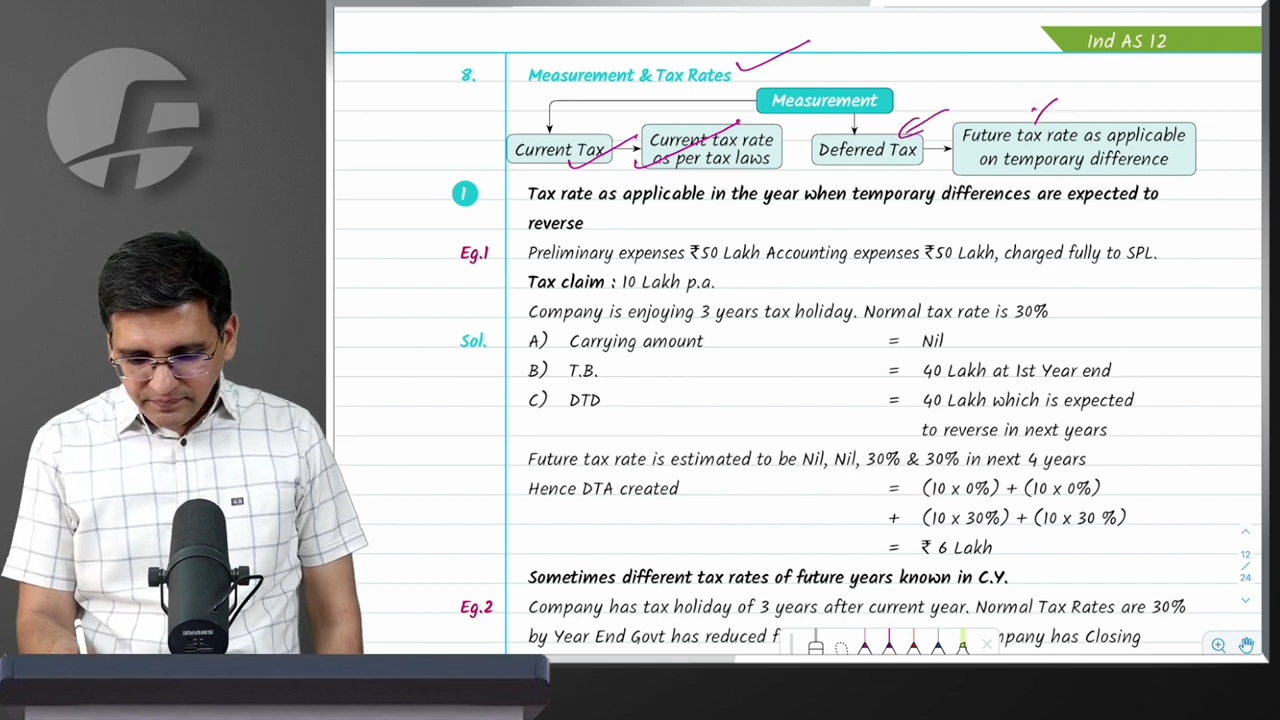 Ind AS 12
8. Measurement & Tax Rates
Measurement
Current Tax
Current tax rate
as per tax laws
Deferred Tax
Future tax rate as applicable
on temporary difference
1 Tax rate as applicable in the year when temporary differences are expected to
reverse
Eg.1 Preliminary expenses ₹50 Lakh Accounting expenses ₹50 Lakh, charged fully to SPL.
Tax claim : 10 Lakh p.a.
Company is enjoying 3 years tax holiday. Normal tax rate is 30%
Sol. A) Carrying amount = Nil
B) T.B. = 40 Lakh at 1st Year end
C) DTD = 40 Lakh which is expected
to reverse in next years
Future tax rate is estimated to be Nil, Nil, 30% & 30% in next 4 years
Hence DTA created = (10 x 0%) + (10 x 0%)
+ (10 x 30%) + (10 x 30 %)
= ₹ 6 Lakh
Sometimes different tax rates of future years known in C.Y.
Eg.2 Company has tax holiday of 3 years after current year. Normal Tax Rates are 30%
by Year End Govt has reduced has Closing
12
/
24